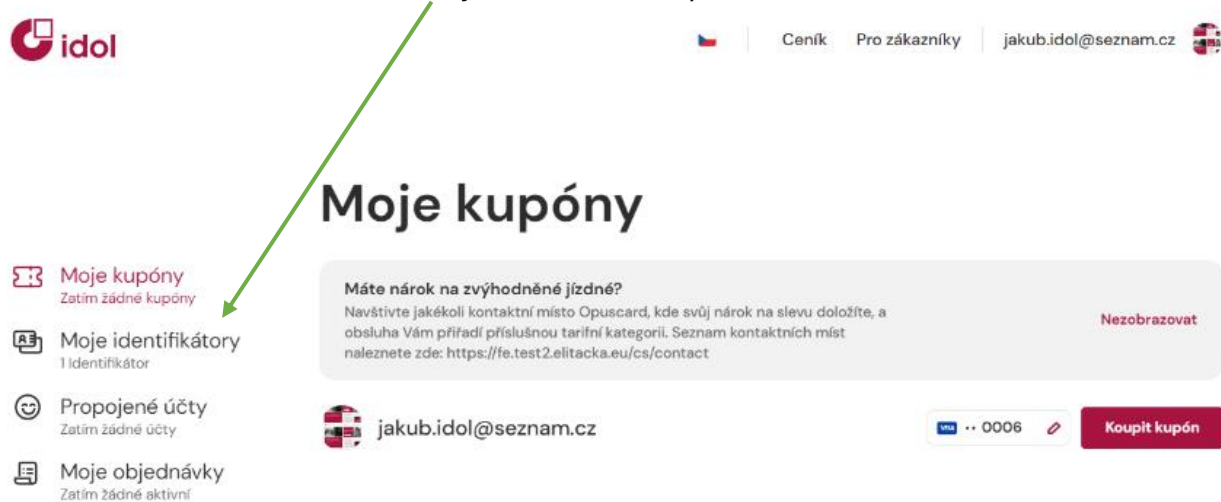 idol
Ceník Pro zákazníky jakub.idol@seznam.cz
Moje kupóny
Moje kupóny
Zatím žádné kupóny
Moje identifikátory
1 Identifikátor
Propojené účty
Zatím žádné účty
Moje objednávky
Zatím žádné aktivní
Máte nárok na zvýhodněné jízdné?
Navštivte jakékoli kontaktní místo Opuscard, kde svůj nárok na slevu doložíte, a
obsluha Vám přiřadí příslušnou tarifní kategorii. Seznam kontaktních míst
naleznete zde: https://fe.test2.elitacka.eu/cs/contact
Nezobrazovat
jakub.idol@seznam.cz
VISA ·· 0006
Koupit kupón